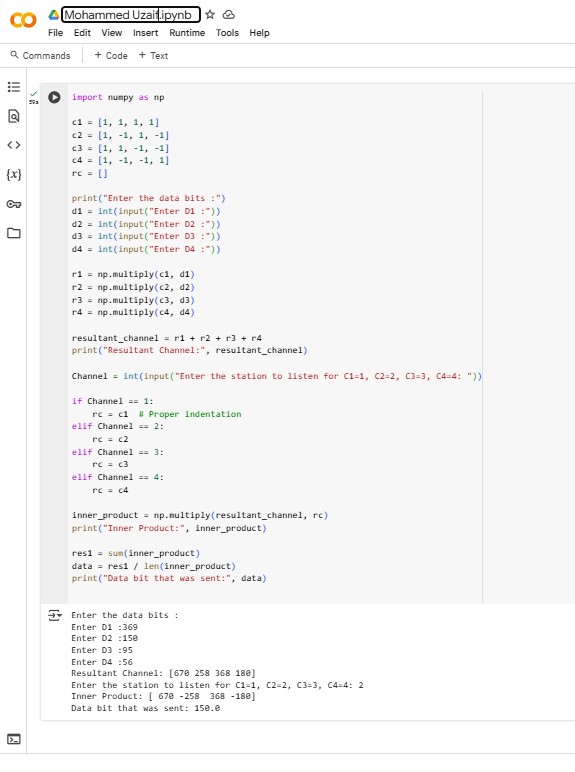 Mohammed Uzaif.ipynb
File Edit View Insert Runtime Tools Help
Commands + Code + Text
59s
import numpy as np
c1 = [1, 1, 1, 1]
c2 = [1, -1, 1, -1]
c3 = [1, 1, -1, -1]
c4 = [1, -1, -1, 1]
rc = []
print("Enter the data bits :")
d1 = int(input("Enter D1 :"))
d2 = int(input("Enter D2 :"))
d3 = int(input("Enter D3 :"))
d4 = int(input("Enter D4 :"))
r1 = np.multiply(c1, d1)
r2 = np.multiply(c2, d2)
r3 = np.multiply(c3, d3)
r4 = np.multiply(c4, d4)
resultant_channel = r1 + r2 + r3 + r4
print("Resultant Channel:", resultant_channel)
Channel = int(input("Enter the station to listen for C1=1, C2=2, C3=3, C4=4: "))
if Channel == 1:
    rc = c1  # Proper indentation
elif Channel == 2:
    rc = c2
elif Channel == 3:
    rc = c3
elif Channel == 4:
    rc = c4
inner_product = np.multiply(resultant_channel, rc)
print("Inner Product:", inner_product)
res1 = sum(inner_product)
data = res1 / len(inner_product)
print("Data bit that was sent:", data)
Enter the data bits :
Enter D1 :369
Enter D2 :150
Enter D3 :95
Enter D4 :56
Resultant Channel: [670 258 368 180]
Enter the station to listen for C1=1, C2=2, C3=3, C4=4: 2
Inner Product: [ 670 -258  368 -180]
Data bit that was sent: 150.0